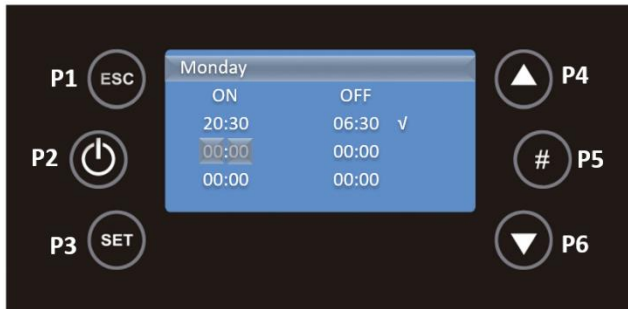 P1 ESC
Monday
P4
ON OFF
20:30 06:30 √
P2
00:00 00:00
# P5
00:00 00:00
P3 SET
P6